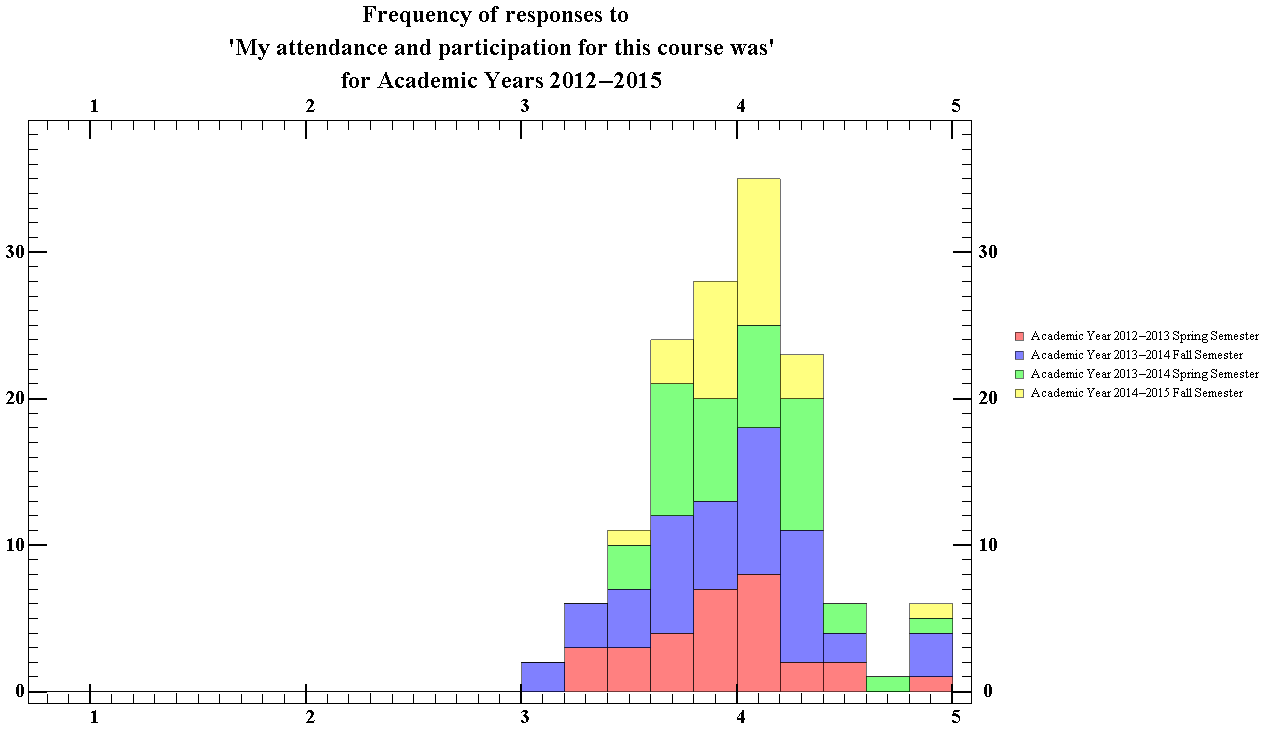 Frequency of responses to
'My attendance and participation for this course was'
for Academic Years 2012–2015
1 2 3 4 5
30 30
Academic Year 2012–2013 Spring Semester
Academic Year 2013–2014 Fall Semester
Academic Year 2013–2014 Spring Semester
Academic Year 2014–2015 Fall Semester
20 20
10 10
0 0
1 2 3 4 5